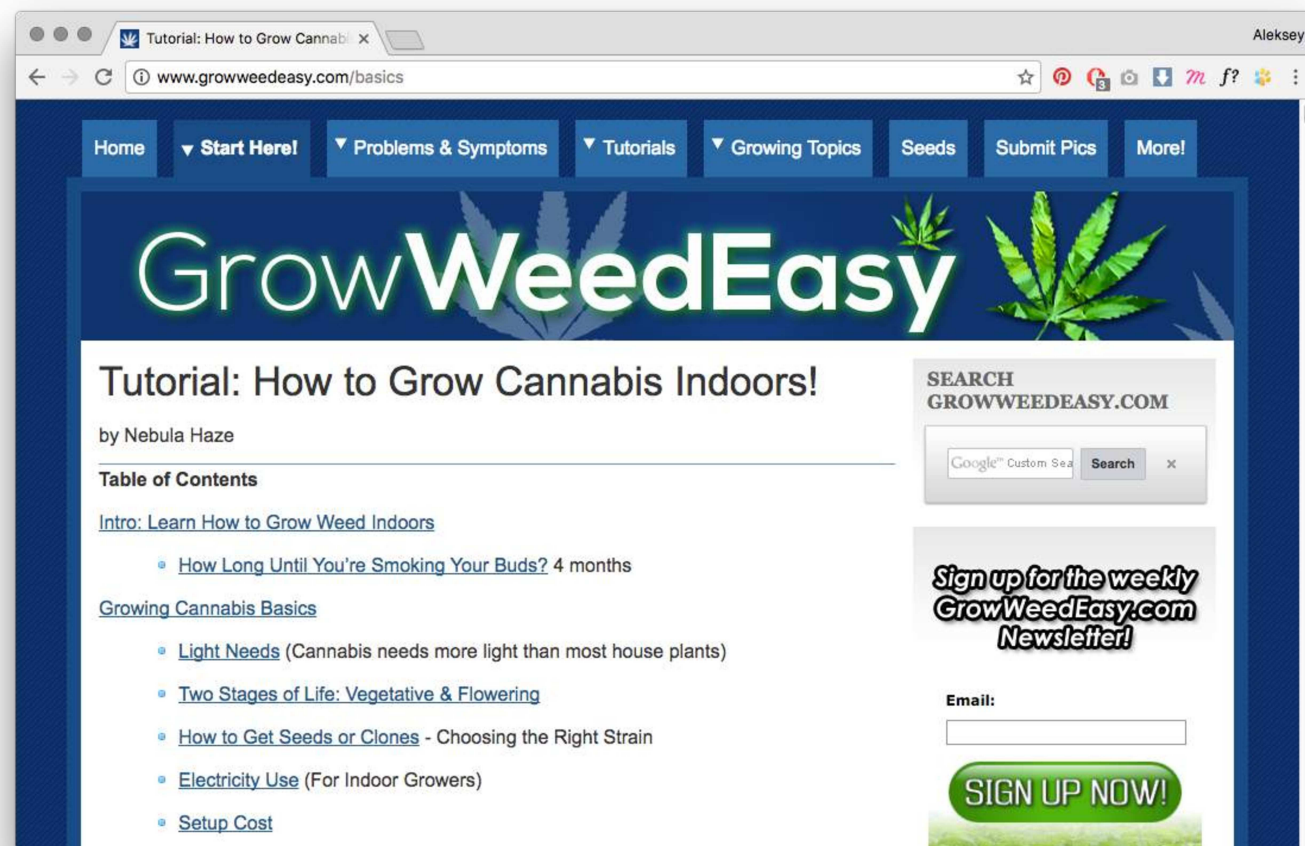 Tutorial: How to Grow Cannabi
Aleksey
www.growweedeasy.com/basics
3
f?
Home
Start Here!
Problems & Symptoms
Tutorials
Growing Topics
Seeds
Submit Pics
More!
GrowWeedEasy
Tutorial: How to Grow Cannabis Indoors!
by Nebula Haze
Table of Contents
Intro: Learn How to Grow Weed Indoors
How Long Until You're Smoking Your Buds? 4 months
Growing Cannabis Basics
Light Needs (Cannabis needs more light than most house plants)
Two Stages of Life: Vegetative & Flowering
How to Get Seeds or Clones - Choosing the Right Strain
Electricity Use (For Indoor Growers)
Setup Cost
SEARCH
GROWWEEDEASY.COM
Google™ Custom Sea
Search
Sign up for the weekly
GrowWeedEasy.com
Newsletter!
Email:
SIGN UP NOW!